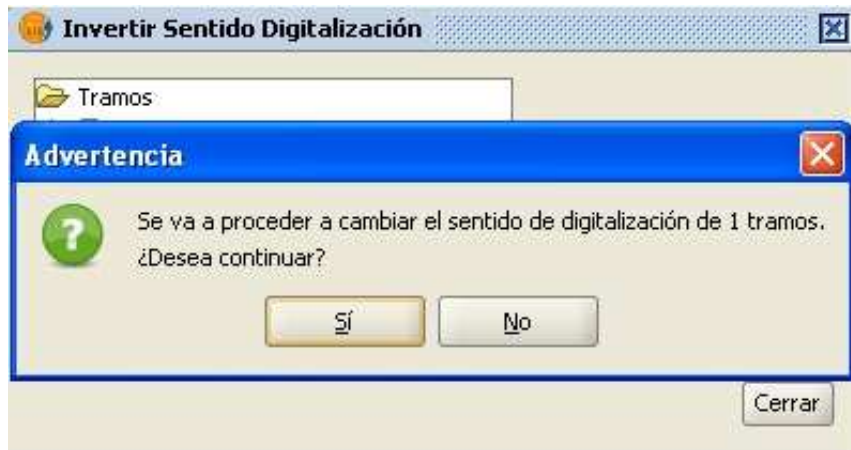 Invertir Sentido Digitalización
Tramos
Advertencia
Se va a proceder a cambiar el sentido de digitalización de 1 tramos.
¿Desea continuar?
Sí
No
Cerrar